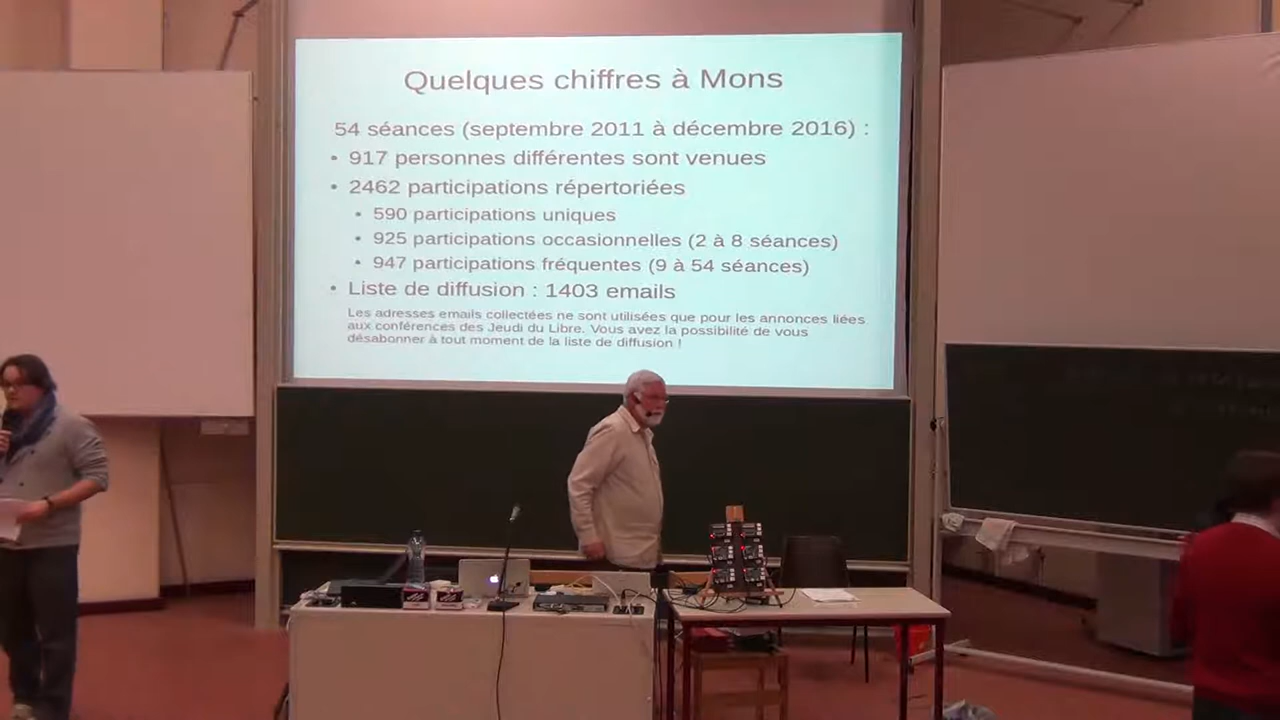 Quelques chiffres à Mons
54 séances (septembre 2011 à décembre 2016) :
• 917 personnes différentes sont venues
• 2462 participations répertoriées
• 590 participations uniques
• 925 participations occasionnelles (2 à 8 séances)
• 947 participations fréquentes (9 à 54 séances)
• Liste de diffusion : 1403 emails
Les adresses emails collectées ne sont utilisées que pour les annonces liées
aux conférences des Jeudi du Libre. Vous avez la possibilité de vous
désabonner à tout moment de la liste de diffusion !